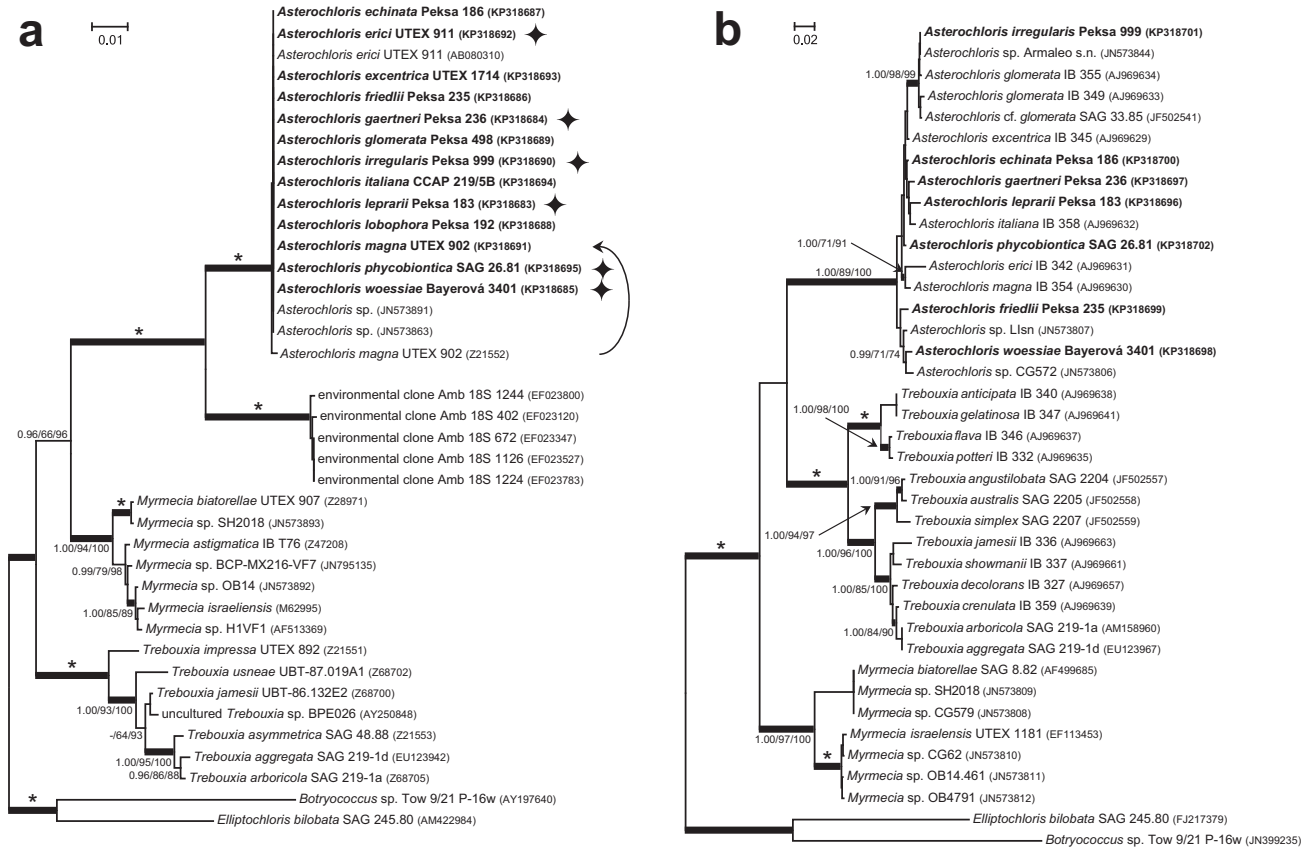 a
0.01
Asterochloris echinata Peksa 186 (KP318687)
Asterochloris erici UTEX 911 (KP318692)
Asterochloris erici UTEX 911 (AB080310)
Asterochloris excentrica UTEX 1714 (KP318693)
Asterochloris friedlii Peksa 235 (KP318686)
Asterochloris gaertneri Peksa 236 (KP318684)
Asterochloris glomerata Peksa 498 (KP318689)
Asterochloris irregularis Peksa 999 (KP318690)
Asterochloris italiana CCAP 219/5B (KP318694)
Asterochloris leprarii Peksa 183 (KP318683)
Asterochloris lobophora Peksa 192 (KP318688)
Asterochloris magna UTEX 902 (KP318691)
*
Asterochloris phycobiontica SAG 26.81 (KP318695)
Asterochloris woessiae Bayerová 3401 (KP318685)
Asterochloris sp. (JN573891)
Asterochloris sp. (JN573863)
*
Asterochloris magna UTEX 902 (Z21552)
environmental clone Amb 18S 1244 (EF023800)
*
environmental clone Amb 18S 402 (EF023120)
0.96/66/96
environmental clone Amb 18S 672 (EF023347)
environmental clone Amb 18S 1126 (EF023527)
environmental clone Amb 18S 1224 (EF023783)
*
Myrmecia biatorellae UTEX 907 (Z28971)
Myrmecia sp. SH2018 (JN573893)
1.00/94/100
Myrmecia astigmatica IB T76 (Z47208)
0.99/79/98
Myrmecia sp. BCP-MX216-VF7 (JN795135)
Myrmecia sp. OB14 (JN573892)
1.00/85/89
Myrmecia israeliensis (M62995)
Myrmecia sp. H1VF1 (AF513369)
Trebouxia impressa UTEX 892 (Z21551)
*
Trebouxia usneae UBT-87.019A1 (Z68702)
Trebouxia jamesii UBT-86.132E2 (Z68700)
1.00/93/100
uncultured Trebouxia sp. BPE026 (AY250848)
-/64/93
Trebouxia asymmetrica SAG 48.88 (Z21553)
1.00/95/100
Trebouxia aggregata SAG 219-1d (EU123942)
0.96/86/88
Trebouxia arboricola SAG 219-1a (Z68705)
*
Botryococcus sp. Tow 9/21 P-16w (AY197640)
Elliptochloris bilobata SAG 245.80 (AM422984)
b
0.02
Asterochloris irregularis Peksa 999 (KP318701)
Asterochloris sp. Armaleo s.n. (JN573844)
1.00/98/99
Asterochloris glomerata IB 355 (AJ969634)
Asterochloris glomerata IB 349 (AJ969633)
Asterochloris cf. glomerata SAG 33.85 (JF502541)
Asterochloris excentrica IB 345 (AJ969629)
Asterochloris echinata Peksa 186 (KP318700)
Asterochloris gaertneri Peksa 236 (KP318697)
Asterochloris leprarii Peksa 183 (KP318696)
Asterochloris italiana IB 358 (AJ969632)
1.00/71/91
Asterochloris phycobiontica SAG 26.81 (KP318702)
1.00/89/100
Asterochloris erici IB 342 (AJ969631)
Asterochloris magna IB 354 (AJ969630)
Asterochloris friedlii Peksa 235 (KP318699)
Asterochloris sp. LIsn (JN573807)
0.99/71/74
Asterochloris woessiae Bayerová 3401 (KP318698)
Asterochloris sp. CG572 (JN573806)
Trebouxia anticipata IB 340 (AJ969638)
1.00/98/100
*
Trebouxia gelatinosa IB 347 (AJ969641)
Trebouxia flava IB 346 (AJ969637)
Trebouxia potteri IB 332 (AJ969635)
*
1.00/91/96
Trebouxia angustilobata SAG 2204 (JF502557)
Trebouxia australis SAG 2205 (JF502558)
Trebouxia simplex SAG 2207 (JF502559)
1.00/94/97
Trebouxia jamesii IB 336 (AJ969663)
1.00/96/100
*
Trebouxia showmanii IB 337 (AJ969661)
1.00/85/100
Trebouxia decolorans IB 327 (AJ969657)
Trebouxia crenulata IB 359 (AJ969639)
1.00/84/90
Trebouxia arboricola SAG 219-1a (AM158960)
Trebouxia aggregata SAG 219-1d (EU123967)
Myrmecia biatorellae SAG 8.82 (AF499685)
Myrmecia sp. SH2018 (JN573809)
Myrmecia sp. CG579 (JN573808)
1.00/97/100
Myrmecia israelensis UTEX 1181 (EF113453)
*
Myrmecia sp. CG62 (JN573810)
Myrmecia sp. OB14.461 (JN573811)
Myrmecia sp. OB4791 (JN573812)
Elliptochloris bilobata SAG 245.80 (FJ217379)
Botryococcus sp. Tow 9/21 P-16w (JN399235)